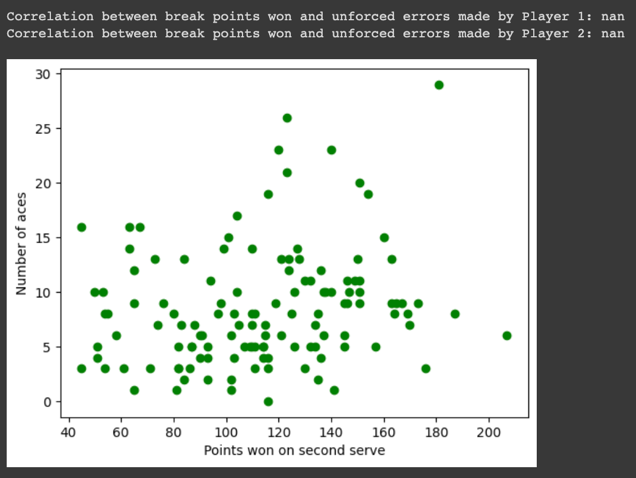 Correlation between break points won and unforced errors made by Player 1: nan
Correlation between break points won and unforced errors made by Player 2: nan
30
25
20
15
10
5
0
Number of aces
40 60 80 100 120 140 160 180 200
Points won on second serve